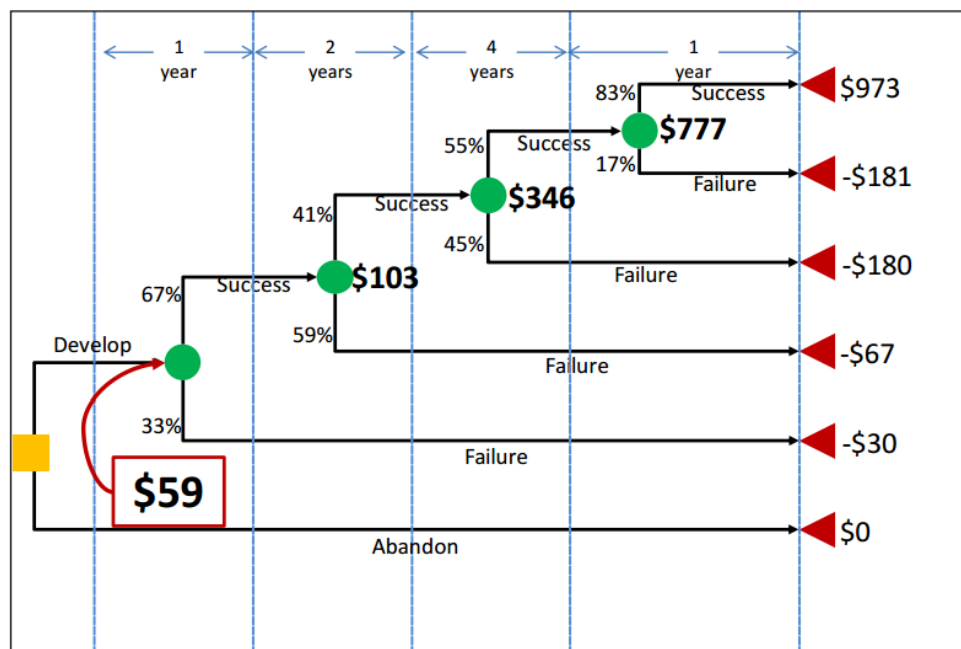 1
year
2
years
4
years
1
year
83%
Success
$973
$777
55%
Success
17%
Failure
-$181
41%
Success
$346
45%
Failure
-$180
67%
Success
$103
59%
Failure
-$67
Develop
33%
Failure
-$30
$59
Abandon
$0